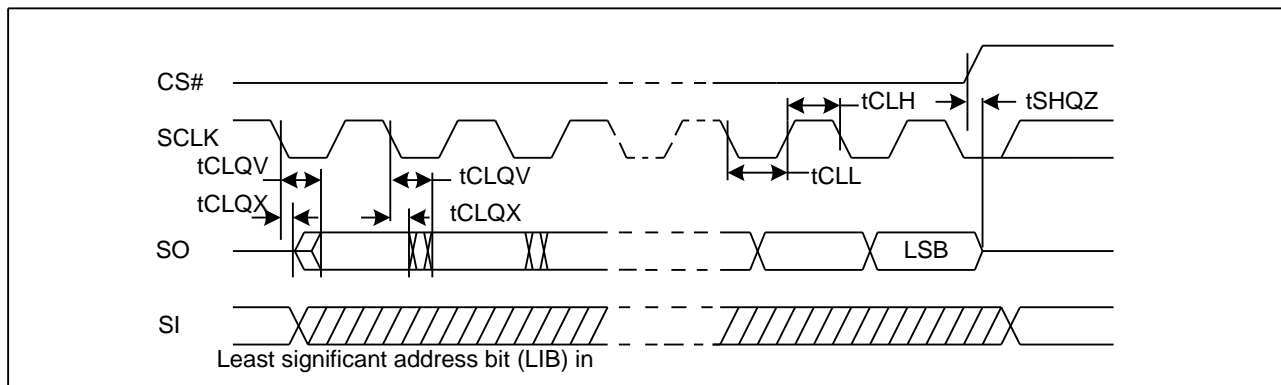 CS#
tCLH
tSHQZ
SCLK
tCLQV
tCLQV
tCLL
tCLQX
tCLQX
SO
LSB
SI
Least significant address bit (LIB) in